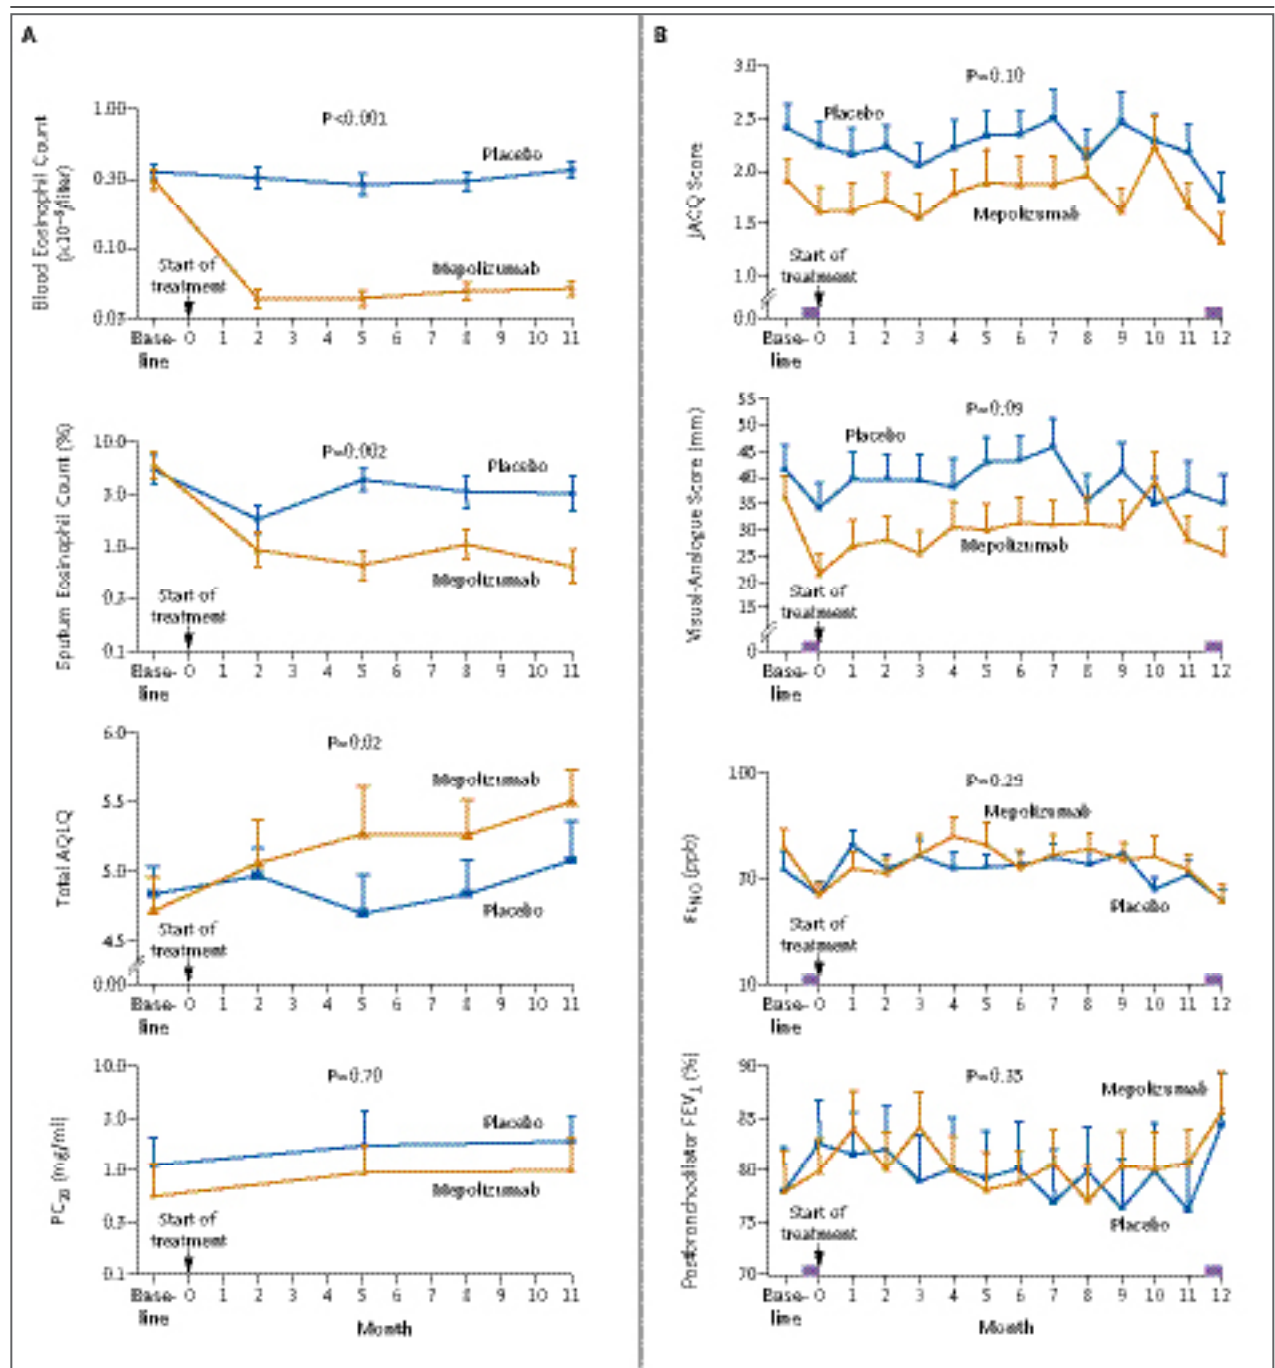 A
Blood Eosinophil Count
(×10⁻⁹/liter)
1.00
0.30
0.10
0.03
P<0.001
Placebo
Mepolizumab
Start of
treatment
Base- 0 1 2 3 4 5 6 7 8 9 10 11
line
Sputum Eosinophil Count (%)
10.0
3.0
1.0
0.1
P=0.002
Placebo
Mepolizumab
Start of
treatment
Base- 0 1 2 3 4 5 6 7 8 9 10 11
line
Total AQLQ
6.0
5.5
5.0
4.5
0.00
P=0.02
Mepolizumab
Placebo
Start of
treatment
Base- 0 1 2 3 4 5 6 7 8 9 10 11
line
PC20 (mg/ml)
10.0
3.0
1.0
0.1
P=0.70
Placebo
Mepolizumab
Start of
treatment
Base- 0 1 2 3 4 5 6 7 8 9 10 11
line
Month
B
JACQ Score
3.0
2.5
2.0
1.5
1.0
0.0
P=0.10
Placebo
Mepolizumab
Start of
treatment
Base- 0 1 2 3 4 5 6 7 8 9 10 11 12
line
Visual-Analogue Score (mm)
55
50
45
40
35
30
25
20
15
0
P=0.09
Placebo
Mepolizumab
Start of
treatment
Base- 0 1 2 3 4 5 6 7 8 9 10 11 12
line
FENO (ppb)
100
10
P=0.29
Mepolizumab
Placebo
Start of
treatment
Base- 0 1 2 3 4 5 6 7 8 9 10 11 12
line
Postbronchodilator FEV1 (%)
90
85
80
75
70
P=0.35
Mepolizumab
Placebo
Start of
treatment
Base- 0 1 2 3 4 5 6 7 8 9 10 11 12
line
Month